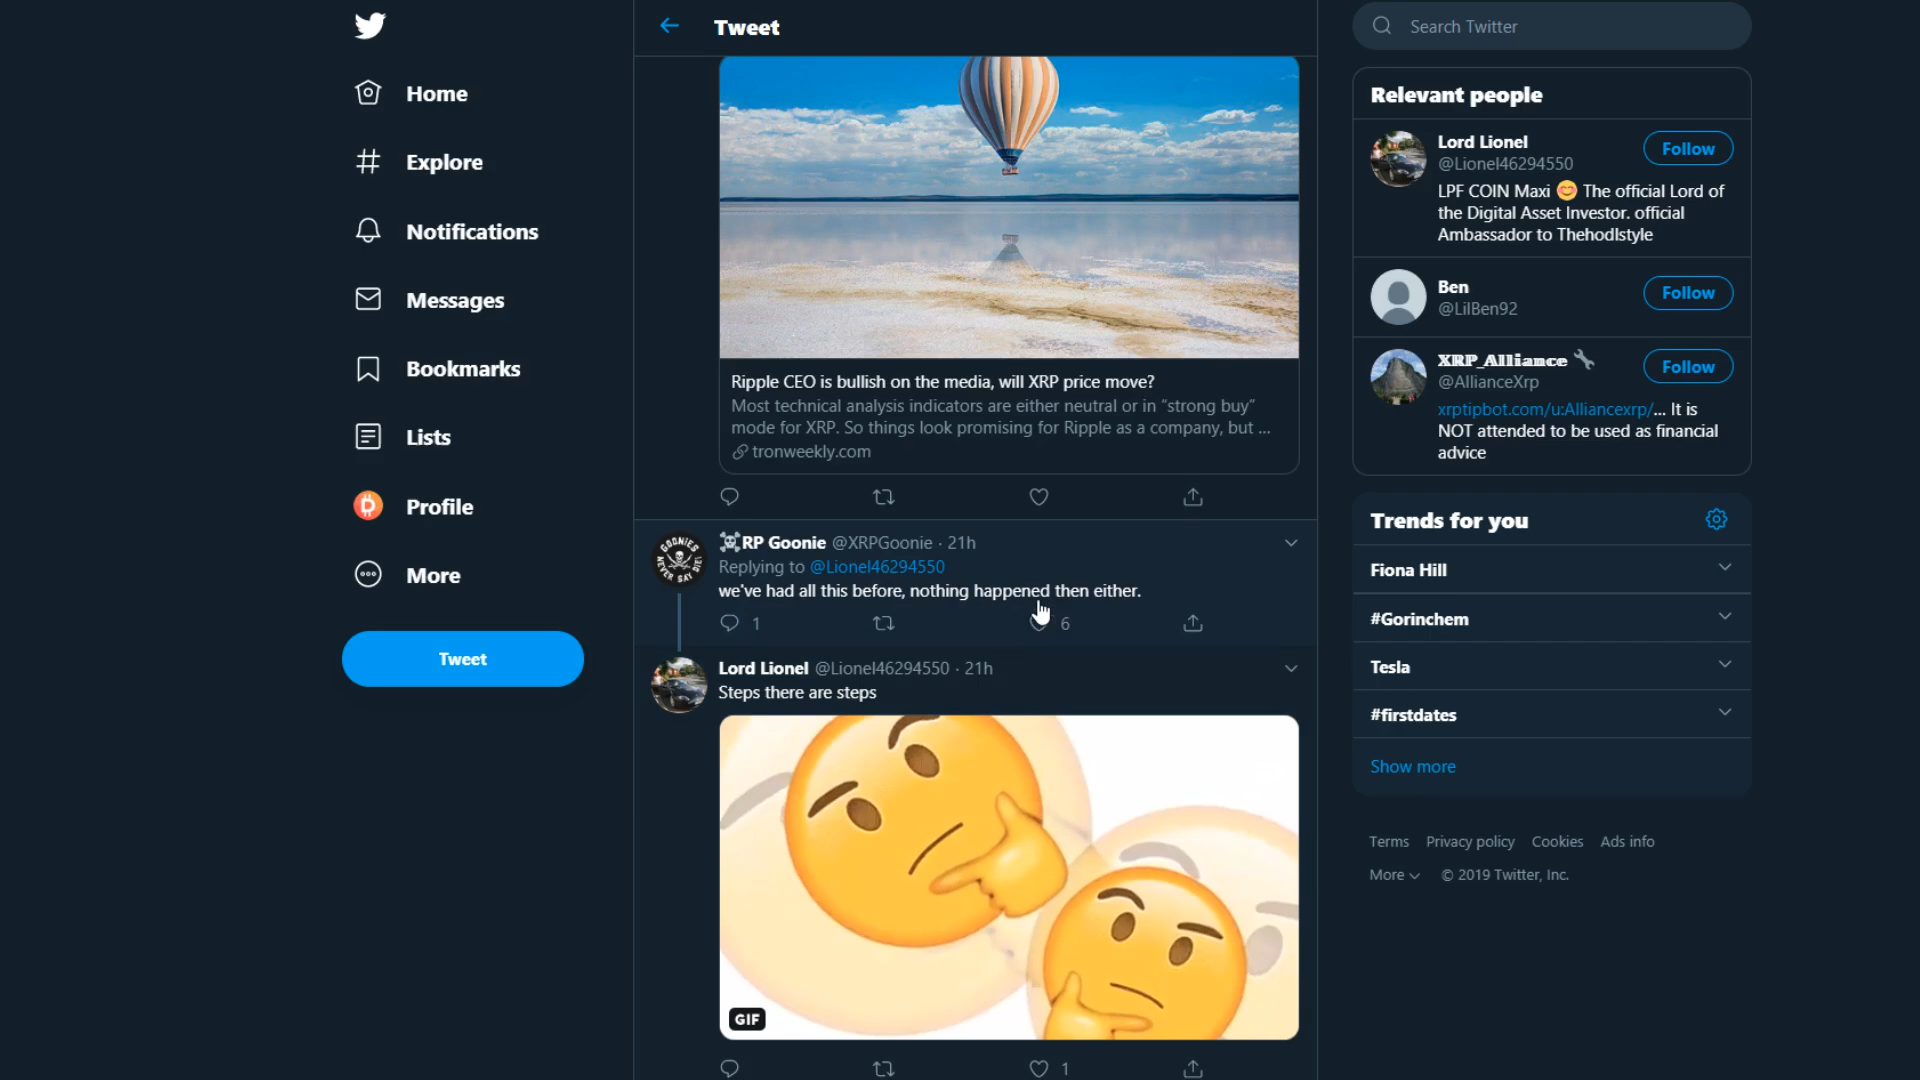 Home
Explore
Notifications
Messages
Bookmarks
Lists
Profile
More
Tweet
Tweet
Ripple CEO is bullish on the media, will XRP price move?
Most technical analysis indicators are either neutral or in “strong buy”
mode for XRP. So things look promising for Ripple as a company, but ...
tronweekly.com
GOONIES
NEVER SAY DIE!
☠RP Goonie @XRPGoonie · 21h
Replying to @Lionel46294550
we've had all this before, nothing happened then either.
1 6
Lord Lionel @Lionel46294550 · 21h
Steps there are steps
GIF
1
Search Twitter
Relevant people
Lord Lionel
@Lionel46294550
Follow
LPF COIN Maxi 😊 The official Lord of
the Digital Asset Investor. official
Ambassador to Thehodlstyle
Ben
@LilBen92
Follow
𝕏ℝℙ_𝔸𝕝𝕝𝕚𝕒𝕟𝕔𝕖 🔧
@AllianceXrp
Follow
xrptipbot.com/u:Alliancexrp/... It is
NOT attended to be used as financial
advice
Trends for you
Fiona Hill
#Gorinchem
Tesla
#firstdates
Show more
Terms Privacy policy Cookies Ads info
More © 2019 Twitter, Inc.